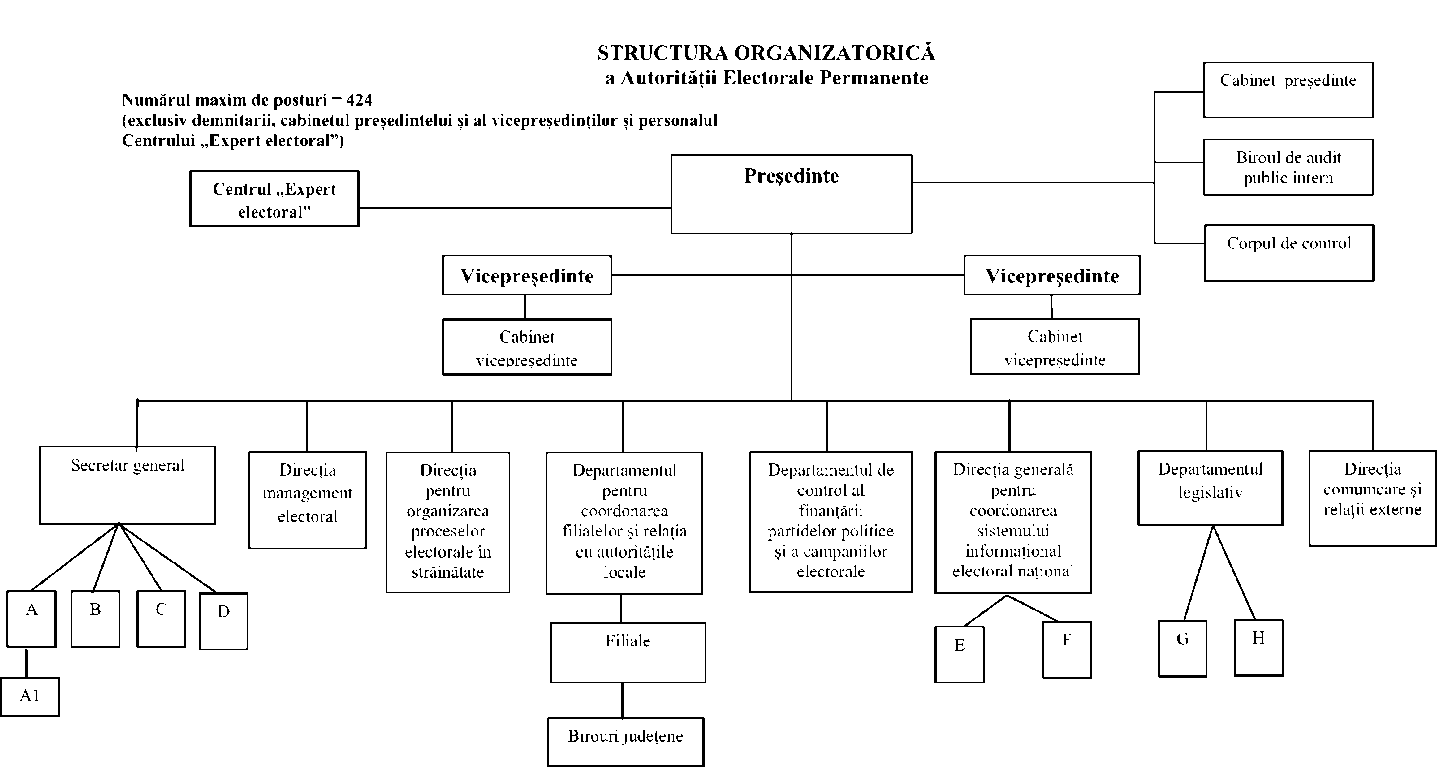 STRUCTURA ORGANIZATORICĂ
a Autorității Electorale Permanente
Numărul maxim de posturi = 424
(exclusiv demnitarii, cabinetul președintelui și al vicepreședinților și personalul
Centrului „Expert electoral”)
Cabinet președinte
Biroul de audit
public intern
Corpul de control
Președinte
Centrul „Expert
electoral”
Vicepreședinte
Vicepreședinte
Cabinet
vicepreședinte
Cabinet
vicepreședinte
Secretar general
Direcția
management
electoral
Direcția
pentru
organizarea
proceselor
electorale în
străinătate
Departamentul
pentru
coordonarea
filialelor și relația
cu autoritățile
locale
Departamentul de
control al
finanțării
partidelor politice
și a campaniilor
electorale
Direcția generală
pentru
coordonarea
sistemului
informațional
electoral național
Departamentul
legislativ
Direcția
comunicare și
relații externe
A
B
C
D
A1
Filiale
Birouri județene
E
F
G
H